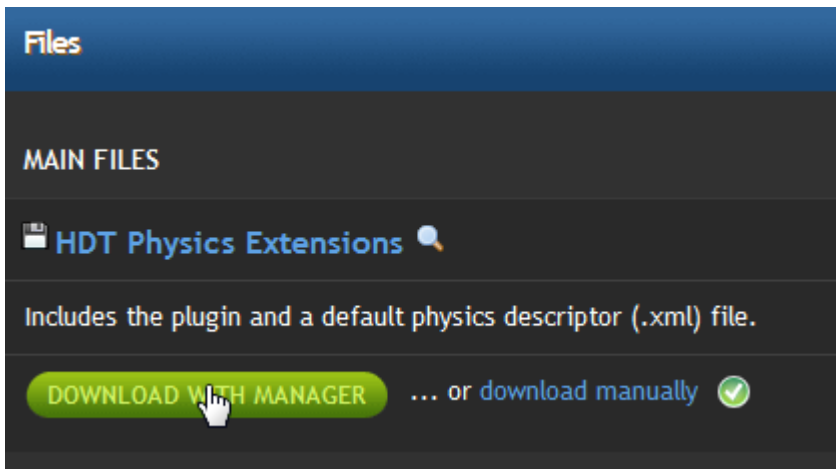 Files
MAIN FILES
HDT Physics Extensions
Includes the plugin and a default physics descriptor (.xml) file.
DOWNLOAD WITH MANAGER ... or download manually